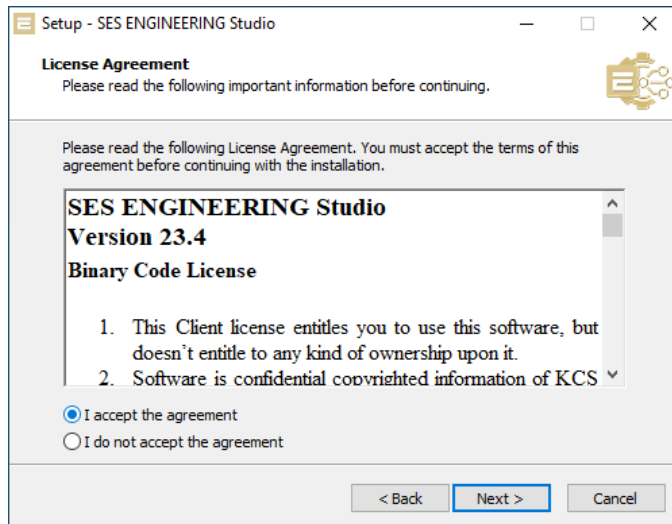 Setup - SES ENGINEERING Studio
License Agreement
Please read the following important information before continuing.
Please read the following License Agreement. You must accept the terms of this
agreement before continuing with the installation.
SES ENGINEERING Studio
Version 23.4
Binary Code License
1. This Client license entitles you to use this software, but
doesn't entitle to any kind of ownership upon it.
2. Software is confidential copyrighted information of KCS
I accept the agreement
I do not accept the agreement
< Back
Next >
Cancel